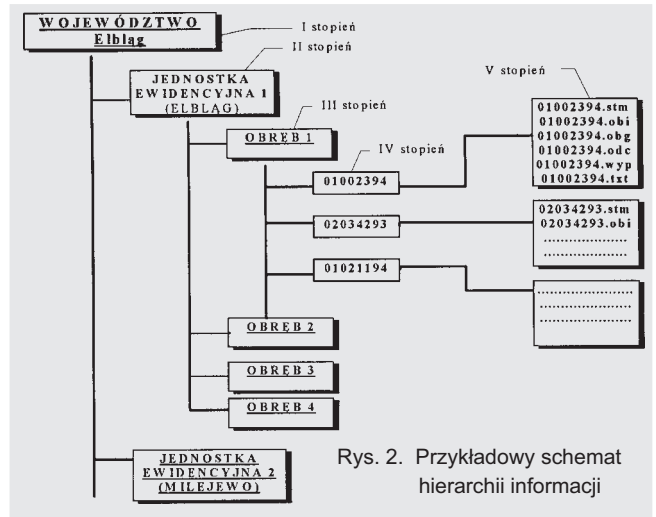 WOJEWÓDZTWO
Elbląg
I stopień
II stopień
JEDNOSTKA
EWIDENCYJNA 1
(ELBLĄG)
V stopień
III stopień
OBRĘB 1
IV stopień
01002394
01002394.stm
01002394.obi
01002394.obg
01002394.odc
01002394.wyp
01002394.txt
02034293
02034293.stm
02034293.obi
....................
....................
01021194
....................
....................
....................
OBRĘB 2
OBRĘB 3
OBRĘB 4
JEDNOSTKA
EWIDENCYJNA 2
(MILEJEWO)
Rys. 2. Przykładowy schemat
hierarchii informacji